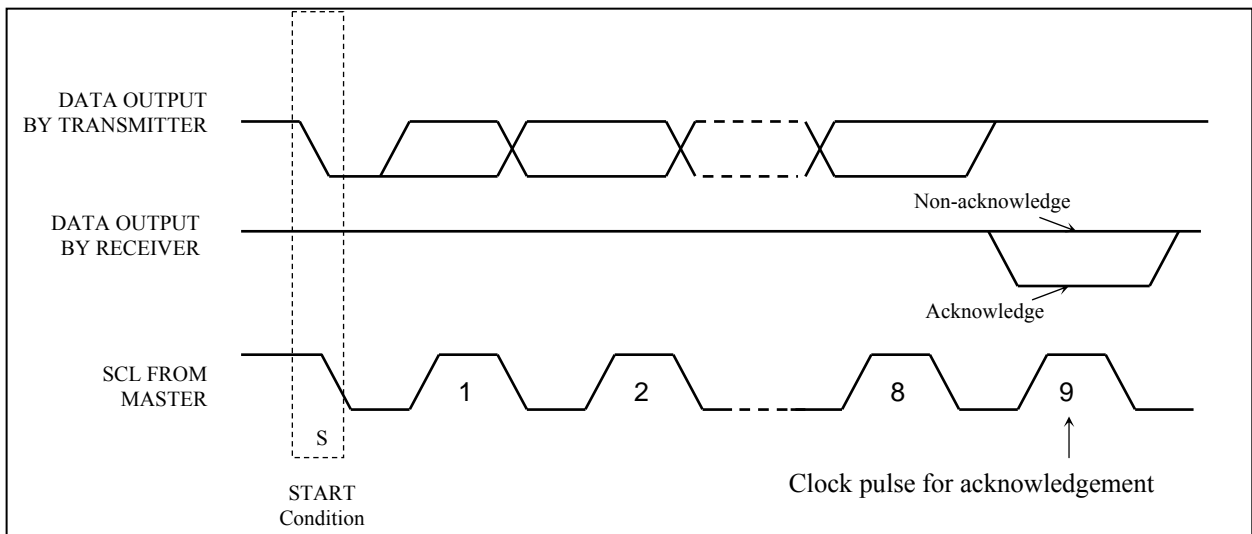 DATA OUTPUT
BY TRANSMITTER
Non-acknowledge
DATA OUTPUT
BY RECEIVER
Acknowledge
SCL FROM
MASTER
1
2
8
9
S
Clock pulse for acknowledgement
START
Condition